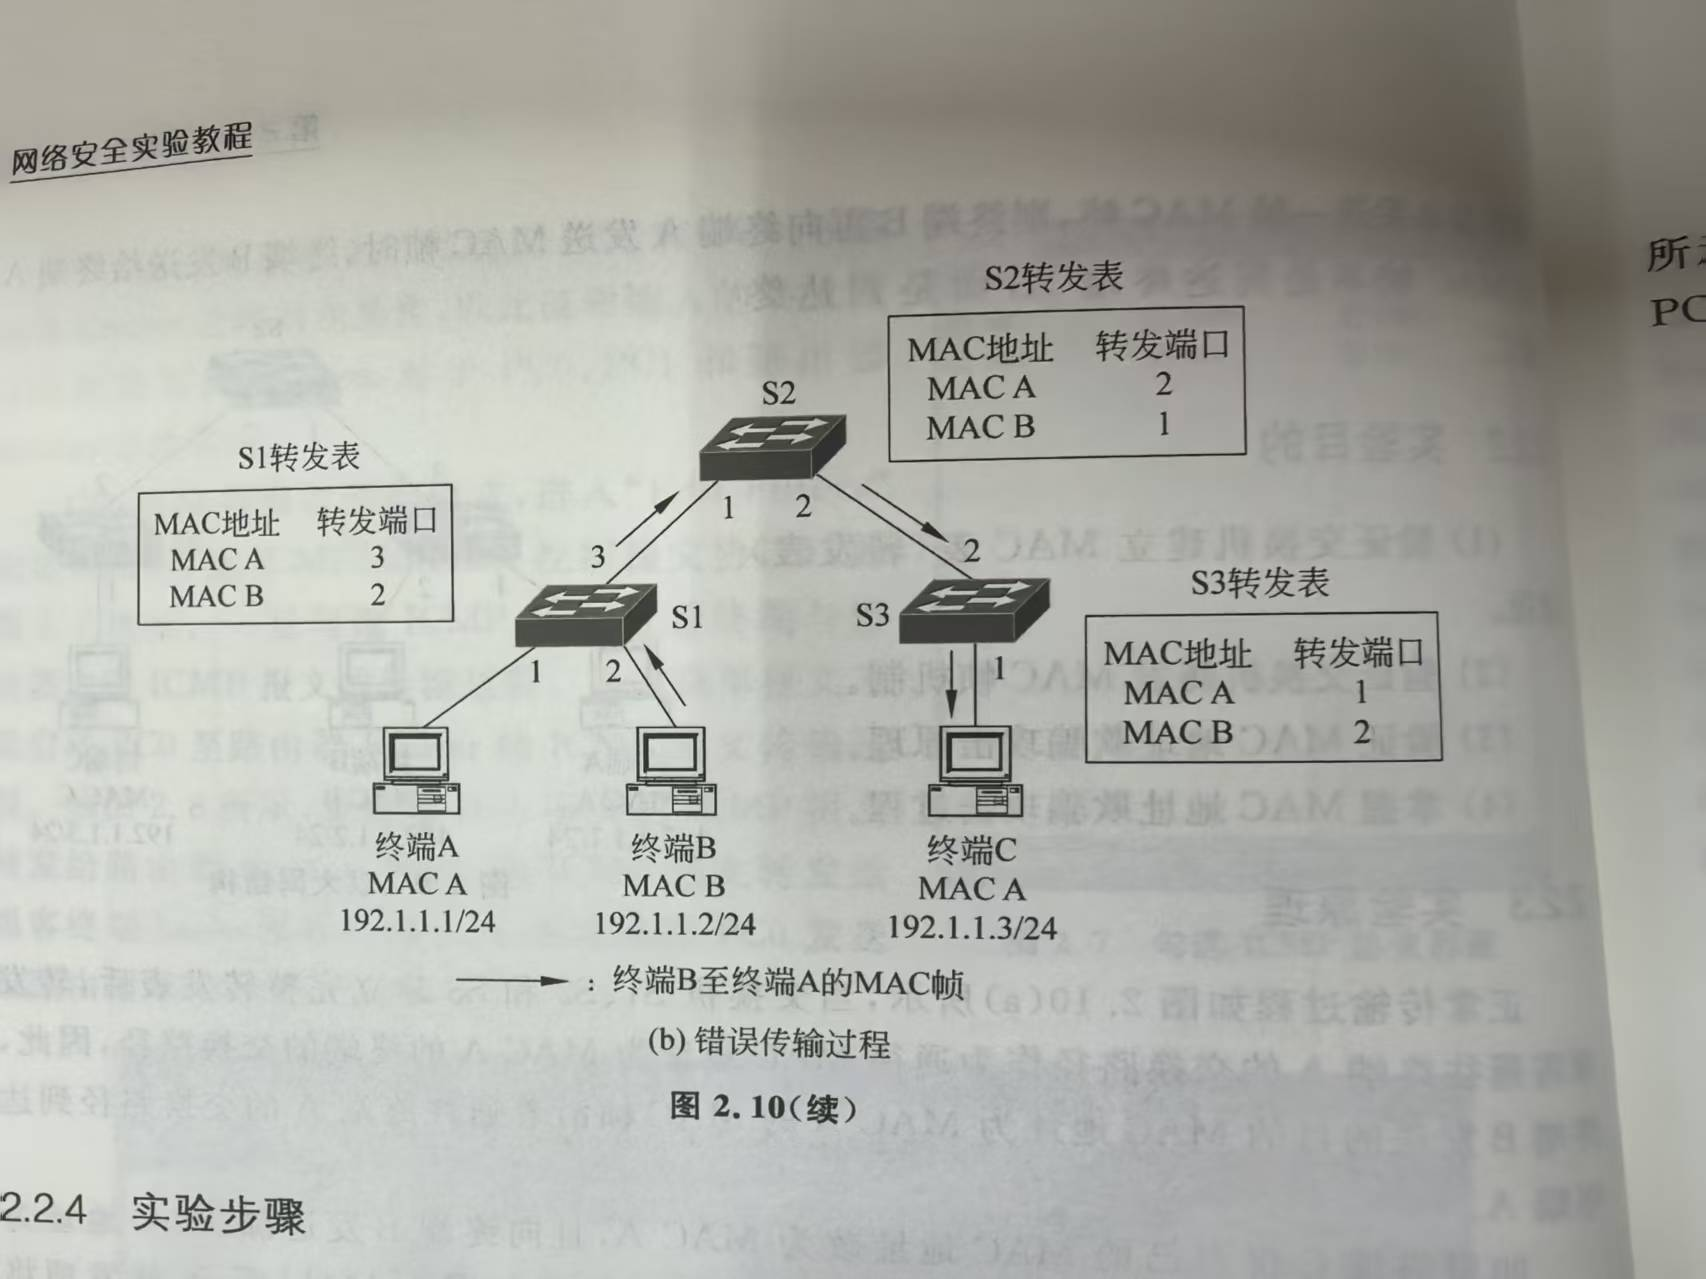 网络安全实验教程
S2转发表
MAC地址 转发端口
MAC A 2
MAC B 1
S2
1 2
S1转发表
MAC地址 转发端口
MAC A 3
MAC B 2
3
S1
1 2
2
S3
1
S3转发表
MAC地址 转发端口
MAC A 1
MAC B 2
终端A 终端B 终端C
MAC A MAC B MAC A
192.1.1.1/24 192.1.1.2/24 192.1.1.3/24
：终端B至终端A的MAC帧
(b) 错误传输过程
图 2.10(续)
2.2.4 实验步骤
所
PC